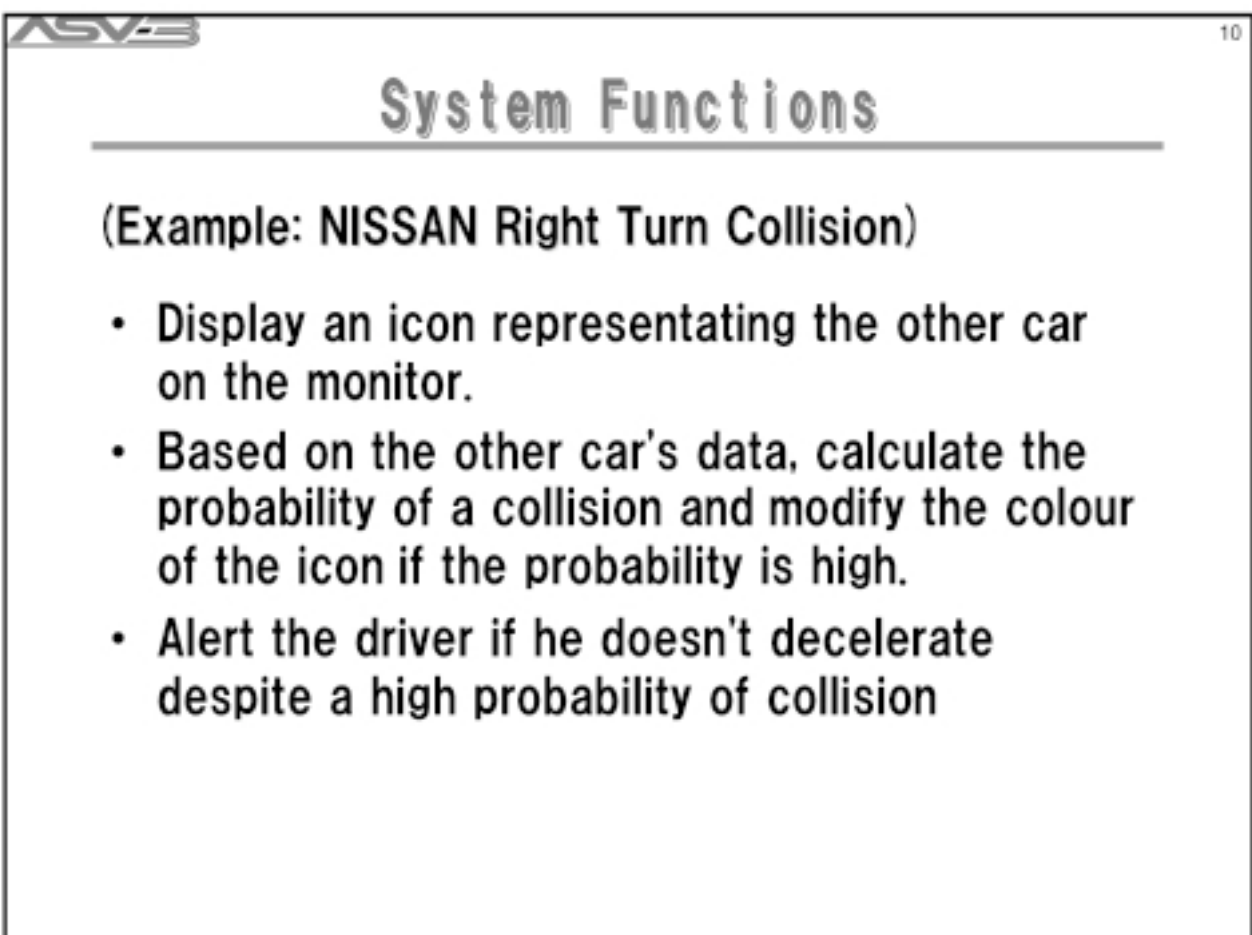 ASV-3
10
System Functions
(Example: NISSAN Right Turn Collision)
・ Display an icon representating the other car
on the monitor.
・ Based on the other car's data, calculate the
probability of a collision and modify the colour
of the icon if the probability is high.
・ Alert the driver if he doesn't decelerate
despite a high probability of collision